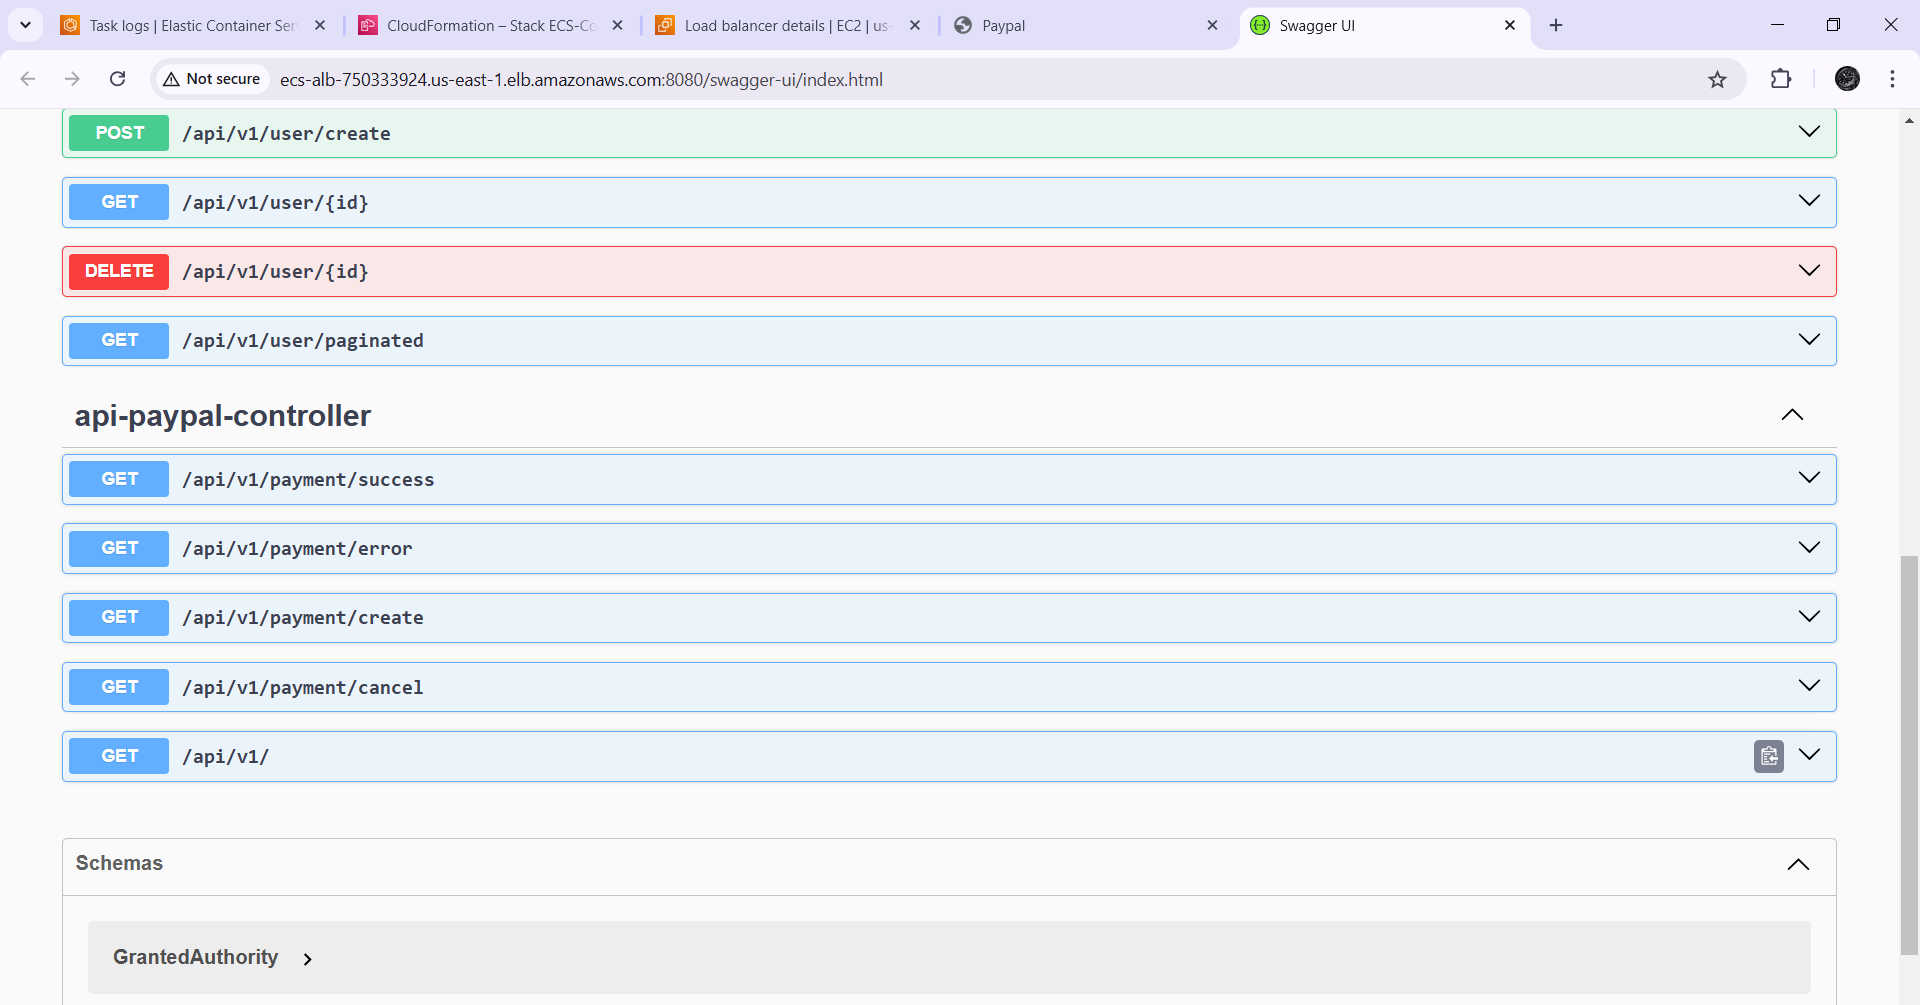 Task logs | Elastic Container Ser
CloudFormation – Stack ECS-Co
Load balancer details | EC2 | us-
Paypal
Swagger UI
Not secure
ecs-alb-750333924.us-east-1.elb.amazonaws.com:8080/swagger-ui/index.html
POST /api/v1/user/create
GET /api/v1/user/{id}
DELETE /api/v1/user/{id}
GET /api/v1/user/paginated
api-paypal-controller
GET /api/v1/payment/success
GET /api/v1/payment/error
GET /api/v1/payment/create
GET /api/v1/payment/cancel
GET /api/v1/
Schemas
GrantedAuthority